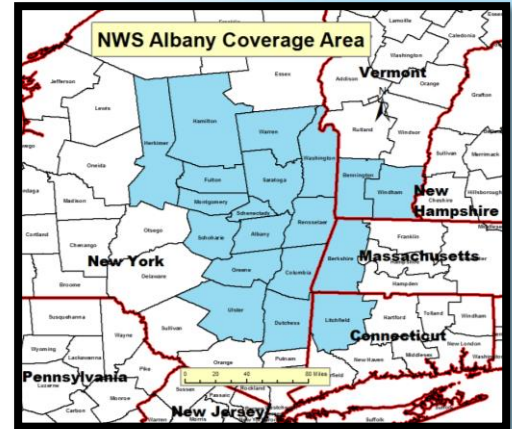 NWS Albany Coverage Area
Lamoille
Caledonia
Essex
Washington
Addison
Vermont
Orange
Grafton
N
Jefferson
Lewis
Hamilton
Herkimer
Warren
Rutland
Windsor
Washington
Oneida
Sullivan
Merrimack
Bennington
Fulton
Saratoga
Windham
New
Hampshire
Cheshire
Hillsborough
Madison
Montgomery
Schenectady
Rensselaer
Otsego
Schoharie
Albany
Franklin
Cortland
Chenango
Berkshire
Massachusetts
New York
Delaware
Greene
Columbia
Hampden
Broome
Ulster
Dutchess
Litchfield
Hartford
Tolland
Windham
Connecticut
Susquehanna
Wayne
Sullivan
New London
Middlesex
New Haven
Wyoming
Lackawanna
Orange
Putnam
Pike
0 20 40 80 Miles
Pennsylvania
Luzerne
Monroe
Sussex
Rockland
Passaic
Carbon
Warren
Morris
New Jersey
Suffolk